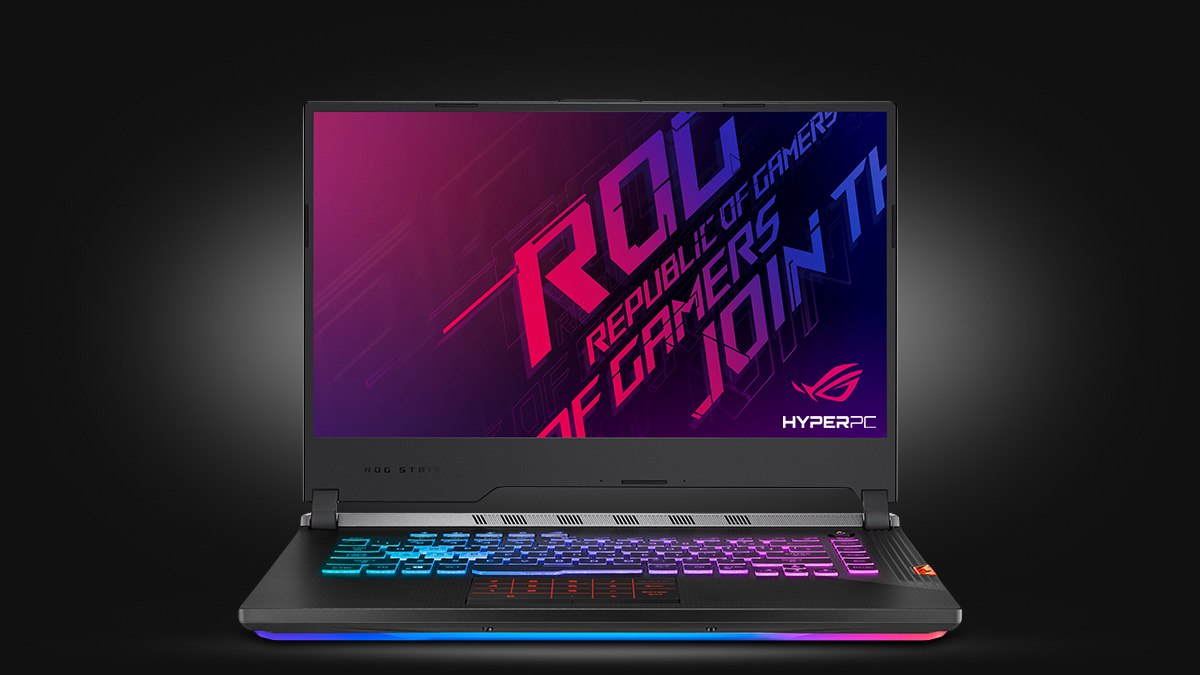 ROG
REPUBLIC OF GAMERS
OF GAMERS
JOIN TH
HYPERPC
ROG STRIX